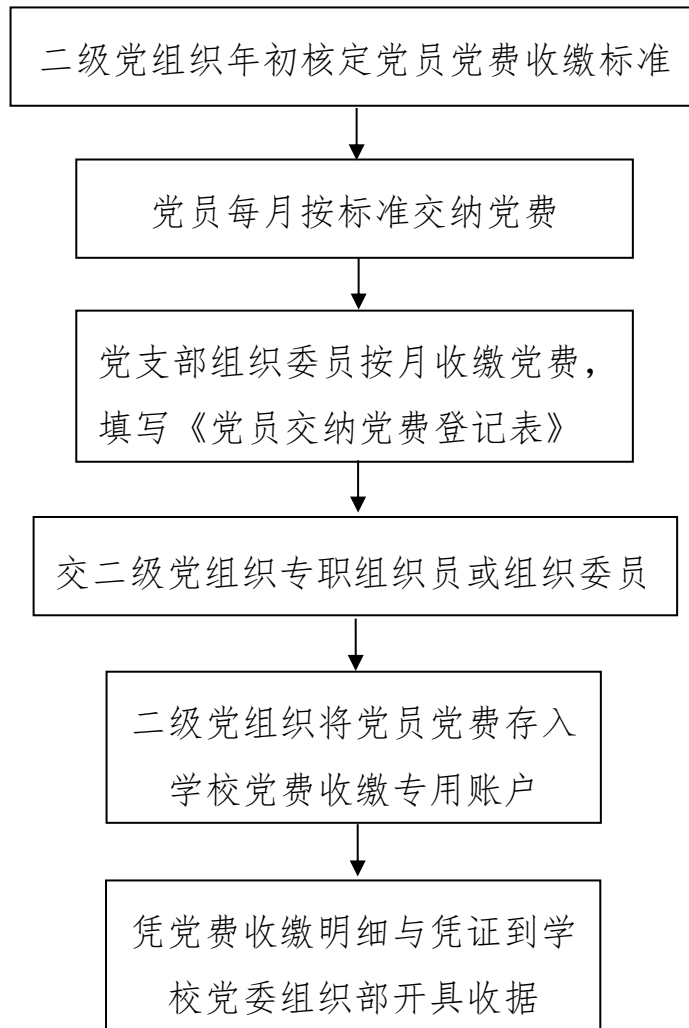 二级党组织年初核定党员党费收缴标准
党员每月按标准交纳党费
党支部组织委员按月收缴党费，
填写《党员交纳党费登记表》
交二级党组织专职组织员或组织委员
二级党组织将党员党费存入
学校党费收缴专用账户
凭党费收缴明细与凭证到学
校党委组织部开具收据